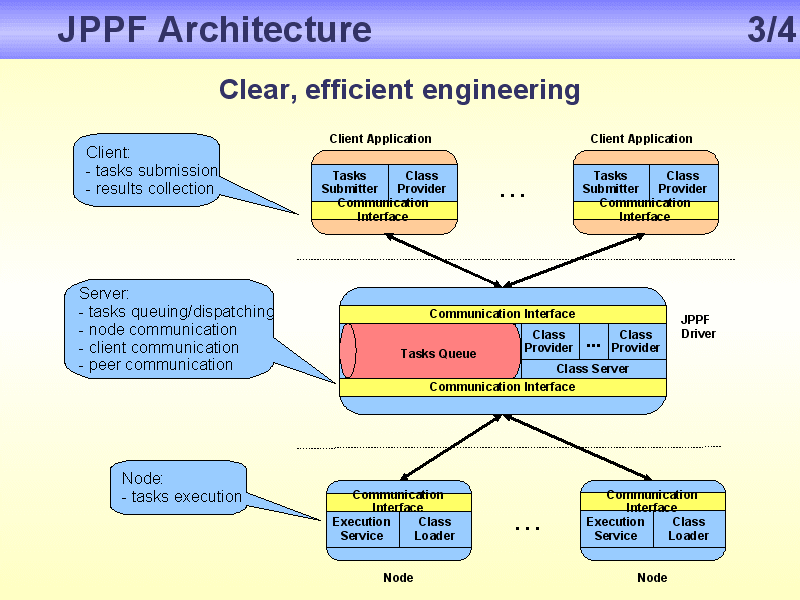 JPPF Architecture 3/4
Clear, efficient engineering
Client Application
Client Application
Client:
- tasks submission
- results collection
Tasks
Submitter
Class
Provider
Communication
Interface
...
Tasks
Submitter
Class
Provider
Communication
Interface
Server:
- tasks queuing/dispatching
- node communication
- client communication
- peer communication
Communication Interface
Tasks Queue
Class
Provider
...
Class
Provider
Class Server
Communication Interface
JPPF
Driver
Node:
- tasks execution
Communication
Interface
Execution
Service
Class
Loader
Node
...
Communication
Interface
Execution
Service
Class
Loader
Node